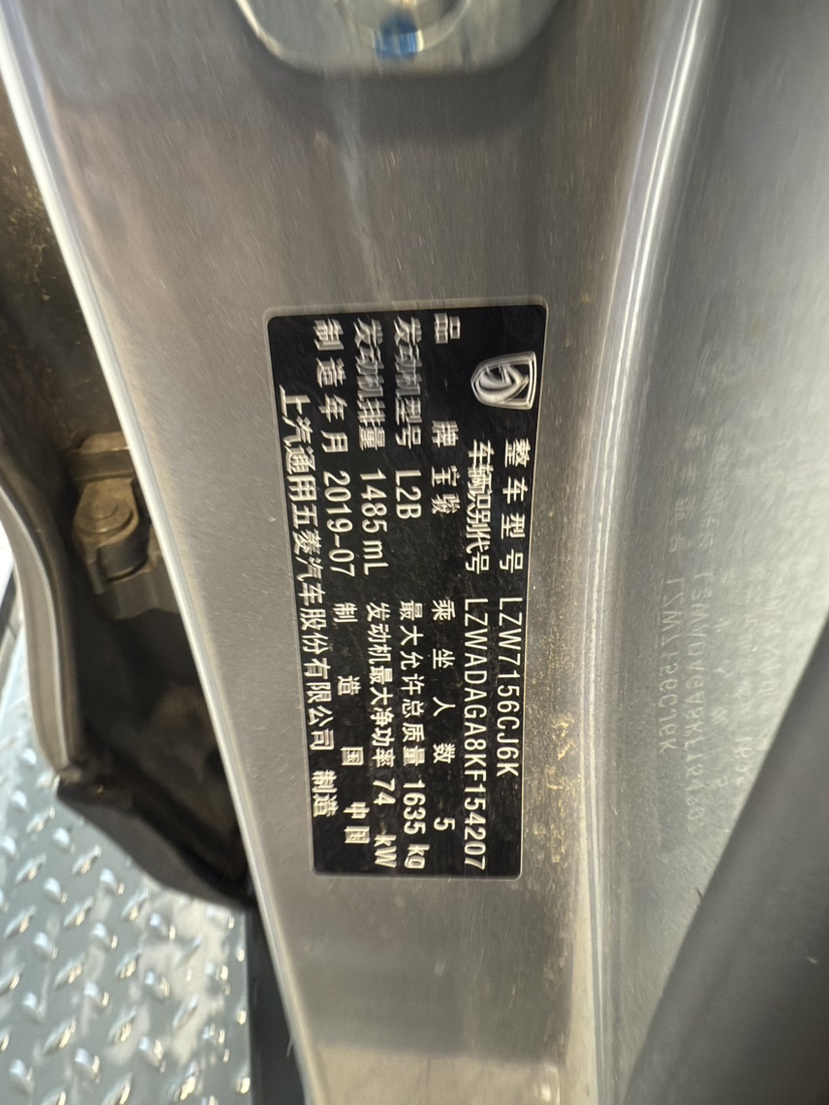 整车型号 LZW7156CJ6K
车辆识别代号 LZWADAGA8KF154207
品牌 宝骏 乘坐人数 5
发动机型号 L2B 最大允许总质量 1635 kg
发动机排量 1485 mL 发动机最大净功率 74 kW
制造年月 2019-07 制造国 中国
上汽通用五菱汽车股份有限公司 制造